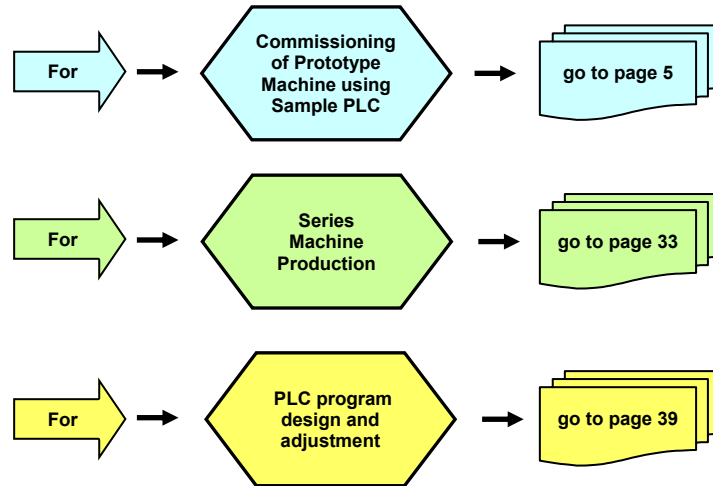 For
Commissioning
of Prototype
Machine using
Sample PLC
go to page 5
For
Series
Machine
Production
go to page 33
For
PLC program
design and
adjustment
go to page 39